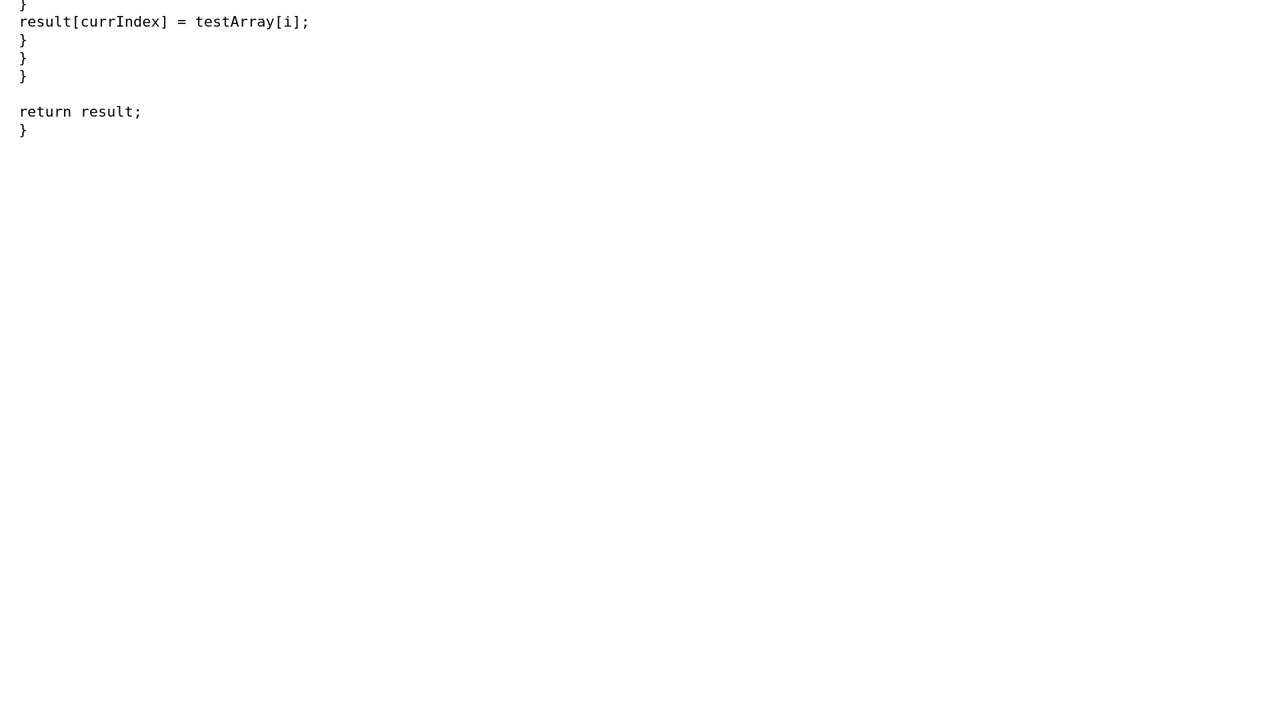 }
result[currIndex] = testArray[i];
}
}
}
return result;
}